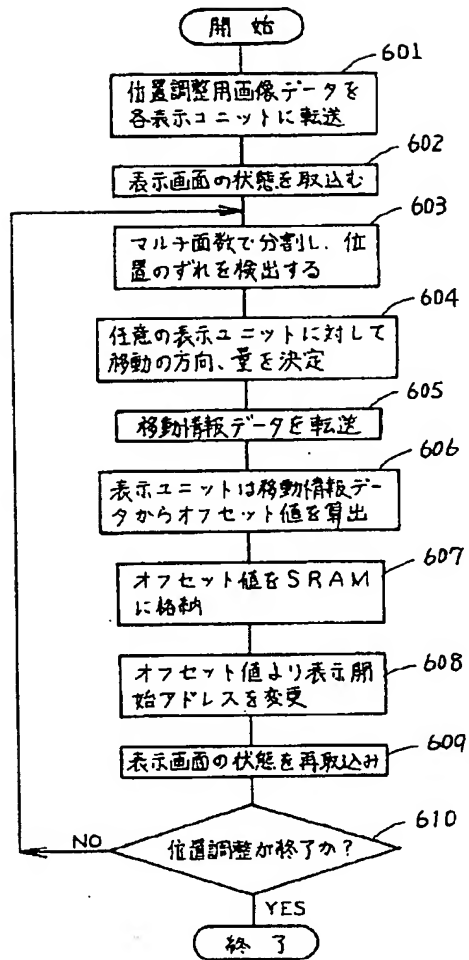 開始
601
位置調整用画像データを
各表示ユニットに転送
602
表示画面の状態を取込む
603
マルチ面数で分割し、位
置のずれを検出する
604
任意の表示ユニットに対して
移動の方向、量を決定
605
移動情報データを転送
606
表示ユニットは移動情報デー
タからオフセット値を算出
607
オフセット値をSRAM
に格納
608
オフセット値より表示開
始アドレスを変更
609
表示画面の状態を再取込み
610
位置調整が終了か?
NO
YES
終了